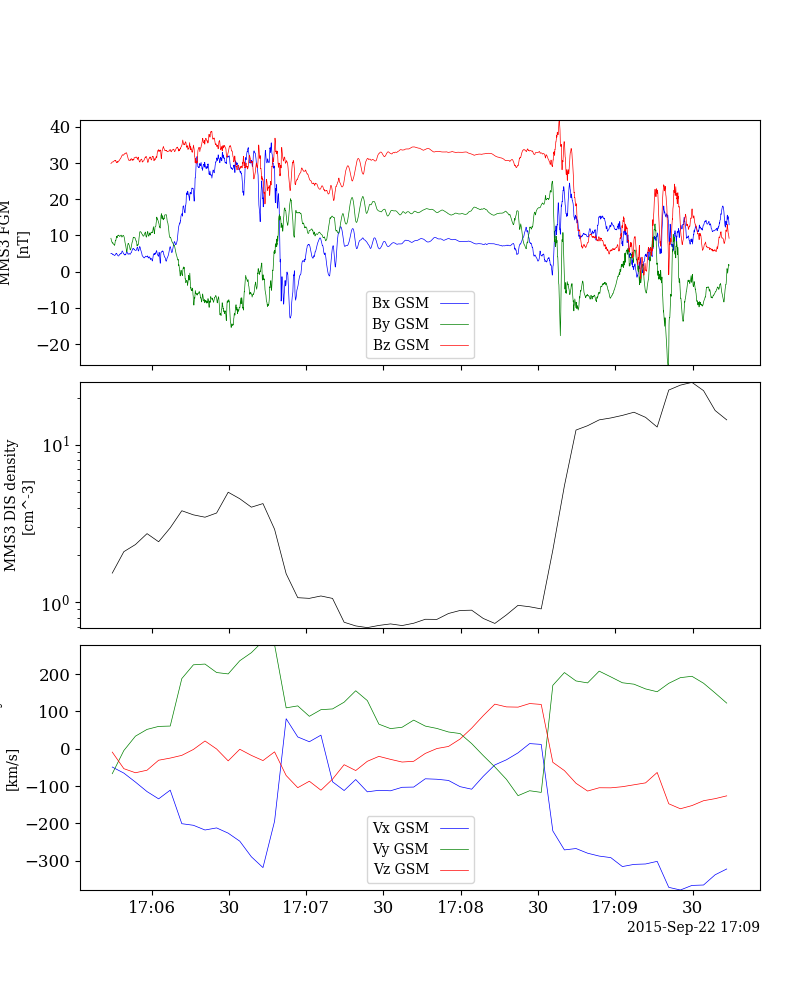 40
30
20
10
0
−10
−20
MMS3 FGM
[nT]
Bx GSM
By GSM
Bz GSM
10^1
10^0
MMS3 DIS density
[cm^-3]
200
100
0
−100
−200
−300
[km/s]
Vx GSM
Vy GSM
Vz GSM
17:06 30 17:07 30 17:08 30 17:09 30
2015-Sep-22 17:09